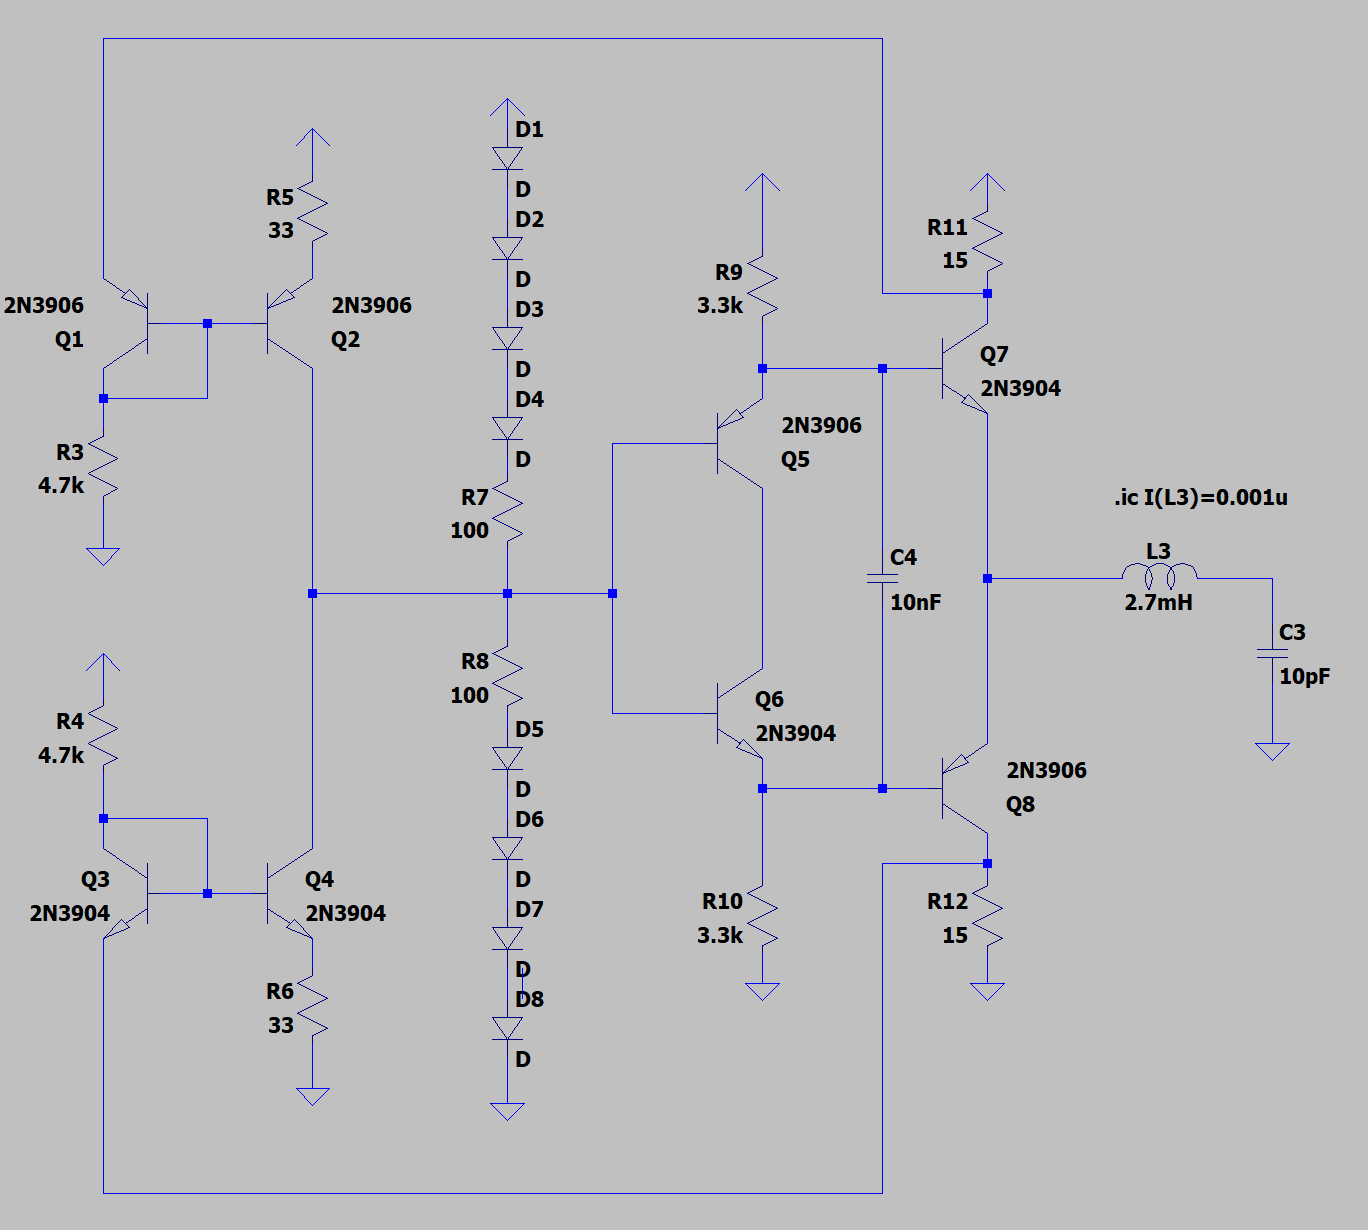 D1
D
D2
D
D3
D
D4
D
R5
33
2N3906
Q1
2N3906
Q2
R3
4.7k
R7
100
R9
3.3k
R11
15
Q7
2N3904
2N3906
Q5
.ic I(L3)=0.001u
L3
2.7mH
C4
10nF
C3
10pF
R8
100
R4
4.7k
Q6
2N3904
D5
D
D6
D
D7
D
D8
D
2N3906
Q8
Q3
2N3904
Q4
2N3904
R10
3.3k
R12
15
R6
33